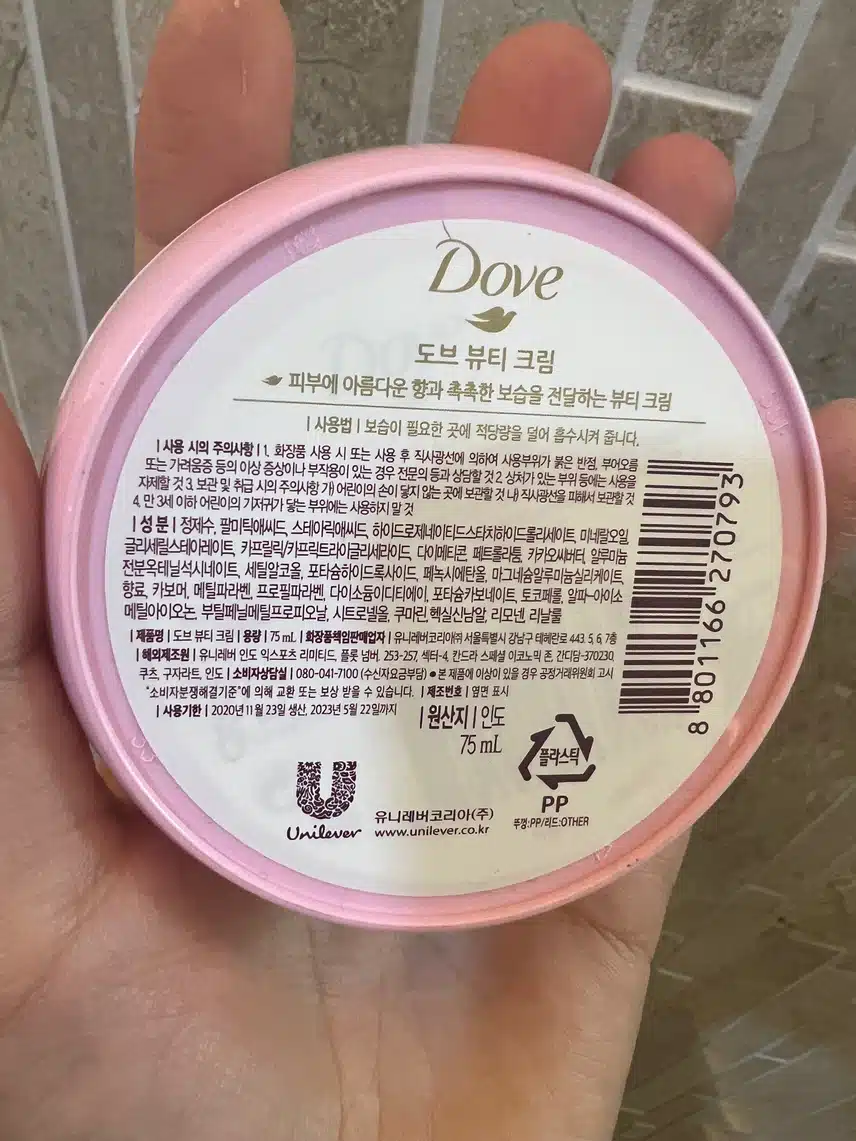 Dove
도브 뷰티 크림
피부에 아름다운 향과 촉촉한 보습을 전달하는 뷰티 크림
| 사용법 | 보습이 필요한 곳에 적당량을 덜어 흡수시켜 줍니다.
| 사용 시의 주의사항 | 1. 화장품 사용 시 또는 사용 후 직사광선에 의하여 사용부위가 붉은 반점, 부어오름
또는 가려움증 등의 이상 증상이나 부작용이 있는 경우 전문의 등과 상담할 것 2. 상처가 있는 부위 등에는 사용을
자제할 것 3. 보관 및 취급 시의 주의사항 가) 어린이의 손이 닿지 않는 곳에 보관할 것 나) 직사광선을 피해서 보관할 것
4. 만 3세 이하 어린이의 기저귀가 닿는 부위에는 사용하지 말 것
| 성 분 | 정제수, 팔미틱애씨드, 스테아릭애씨드, 하이드로제네이티드스타치하이드롤리세이트, 미네랄오일
글리세릴스테아레이트, 카프릴릭/카프릭트라이글리세라이드, 다이메티콘 페트롤라툼, 카카오씨버터, 알루미늄
전분옥테닐석시네이트, 세틸알코올, 포타슘하이드록사이드, 페녹시에탄올, 마그네슘알루미늄실리케이트,
향료, 카보머, 메틸파라벤, 프로필파라벤, 다이소듐이디티에이, 포타슘카보네이트, 토코페롤, 알파-아이소
메틸아이오논, 부틸페닐메틸프로피오날, 시트로넬올, 쿠마린, 헥실신남알, 리모넨, 리날룰
| 제품명 | 도브 뷰티 크림 | 용량 | 75 mL | 화장품책임판매업자 | 유니레버코리아㈜ 서울특별시 강남구 테헤란로 443. 5, 6, 7층
| 해외제조원 | 유니레버 인도 익스포츠 리미티드, 플롯 넘버. 253-257, 섹터-4, 칸드라 스페셜 이코노믹 존, 간디담-370230,
쿠츠, 구자라트, 인도 | 소비자상담실 | 080-041-7100 (수신자요금부담) ● 본 제품에 이상이 있을 경우 공정거래위원회 고시
"소비자분쟁해결기준"에 의해 교환 또는 보상 받을 수 있습니다. | 제조번호 | 옆면 표시
| 사용기한 | 2020년 11월 23일 생산, 2023년 5월 22일까지
| 원산지 | 인도
75 mL
플라스틱
PP
뚜껑:PP/리드:OTHER
Unilever
유니레버코리아(주)
www.unilever.co.kr
8 801166 270793